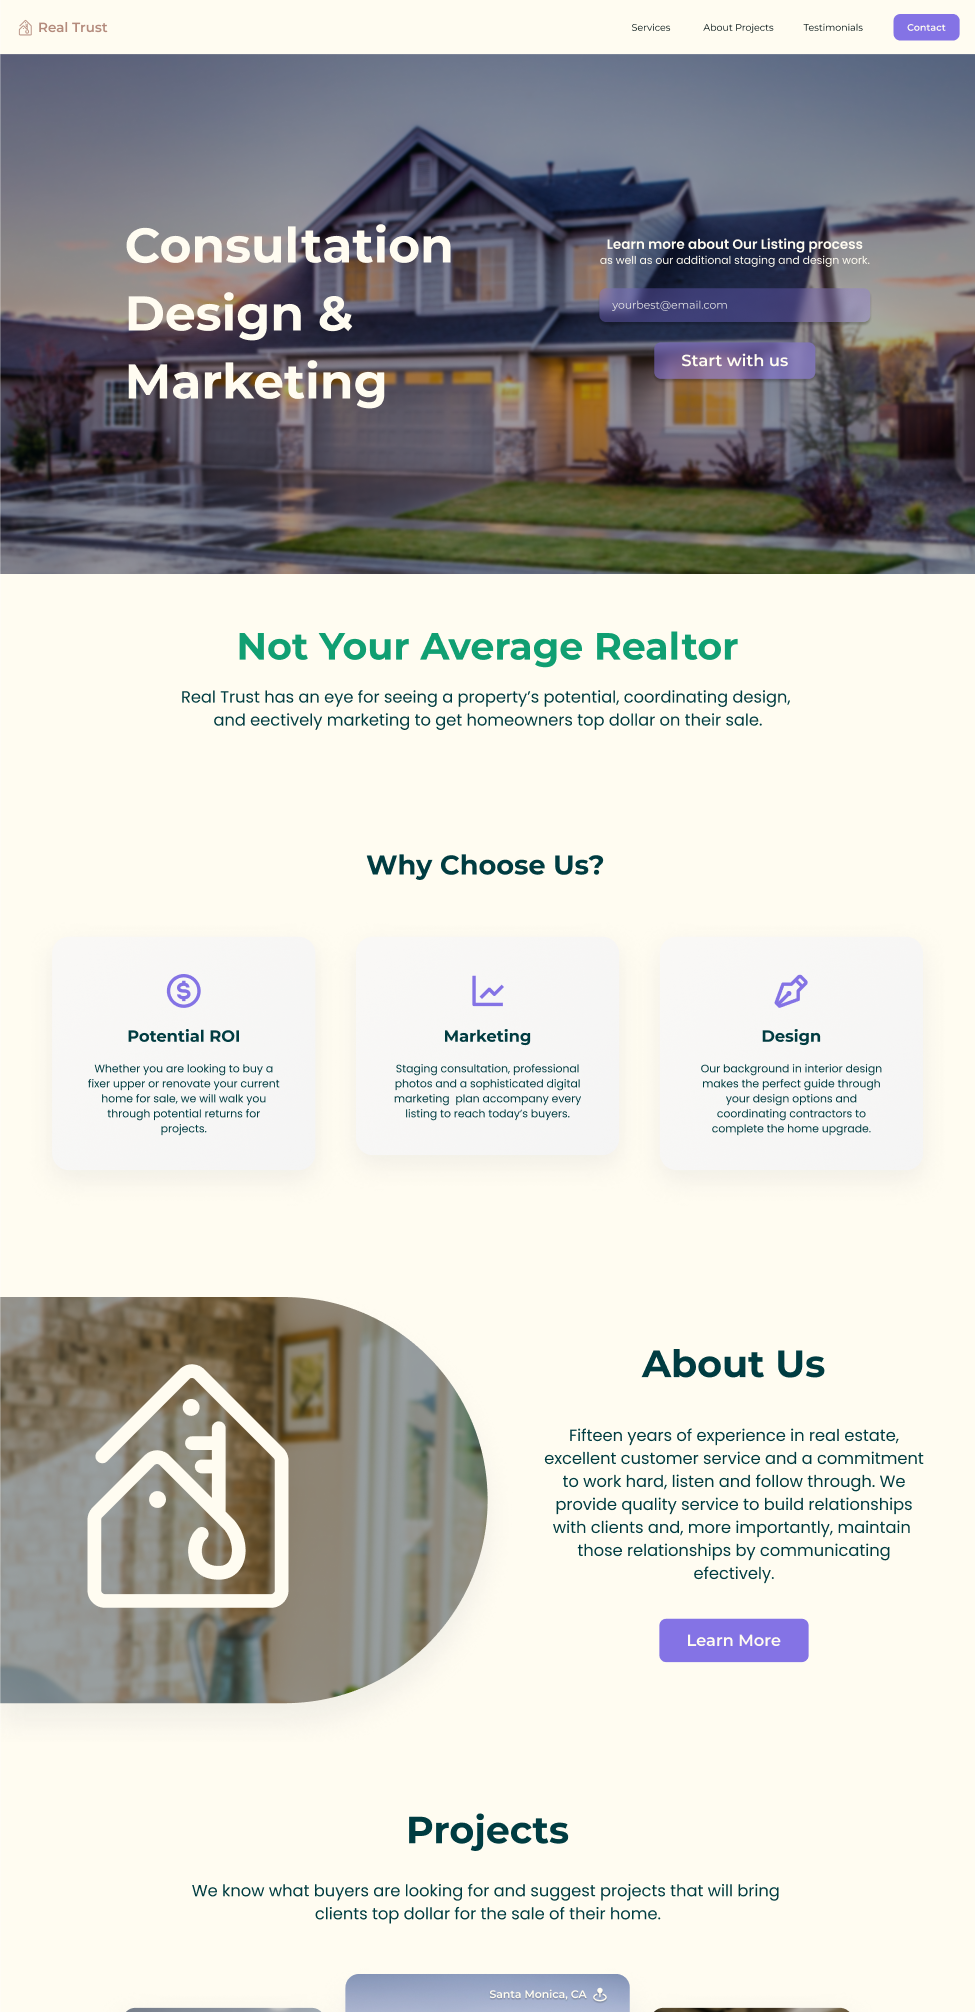 Real Trust
Services
About Projects
Testimonials
Contact
Consultation
Design &
Marketing
Learn more about Our Listing process
as well as our additional staging and design work.
yourbest@email.com
Start with us
Not Your Average Realtor
Real Trust has an eye for seeing a property’s potential, coordinating design,
and eectively marketing to get homeowners top dollar on their sale.
Why Choose Us?
Potential ROI
Whether you are looking to buy a
fixer upper or renovate your current
home for sale, we will walk you
through potential returns for
projects.
Marketing
Staging consultation, professional
photos and a sophisticated digital
marketing  plan accompany every
listing to reach today’s buyers.
Design
Our background in interior design
makes the perfect guide through
your design options and
coordinating contractors to
complete the home upgrade.
About Us
Fifteen years of experience in real estate,
excellent customer service and a commitment
to work hard, listen and follow through. We
provide quality service to build relationships
with clients and, more importantly, maintain
those relationships by communicating
efectively.
Learn More
Projects
We know what buyers are looking for and suggest projects that will bring
clients top dollar for the sale of their home.
Santa Monica, CA